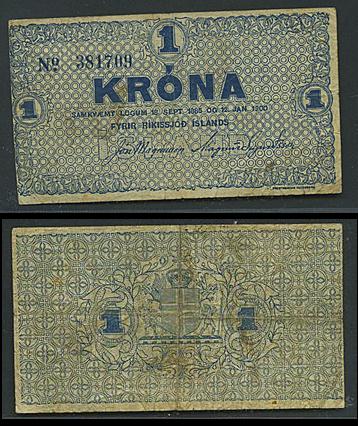 1
Nº 381709
KRÓNA
1 1
SAMKVÆMT LÖGUM 18. SEPT. 1885 OG 12. JAN. 1900
FYRIR RÍKISSJÓÐ ÍSLANDS
1 1